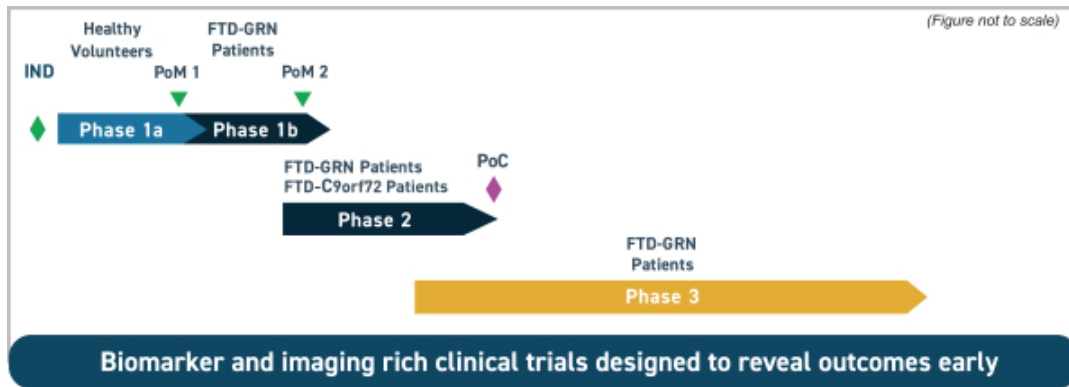 (Figure not to scale)
Healthy
Volunteers
FTD-GRN
Patients
IND
PoM 1
PoM 2
Phase 1a
Phase 1b
FTD-GRN Patients
FTD-C9orf72 Patients
PoC
Phase 2
FTD-GRN
Patients
Phase 3
Biomarker and imaging rich clinical trials designed to reveal outcomes early